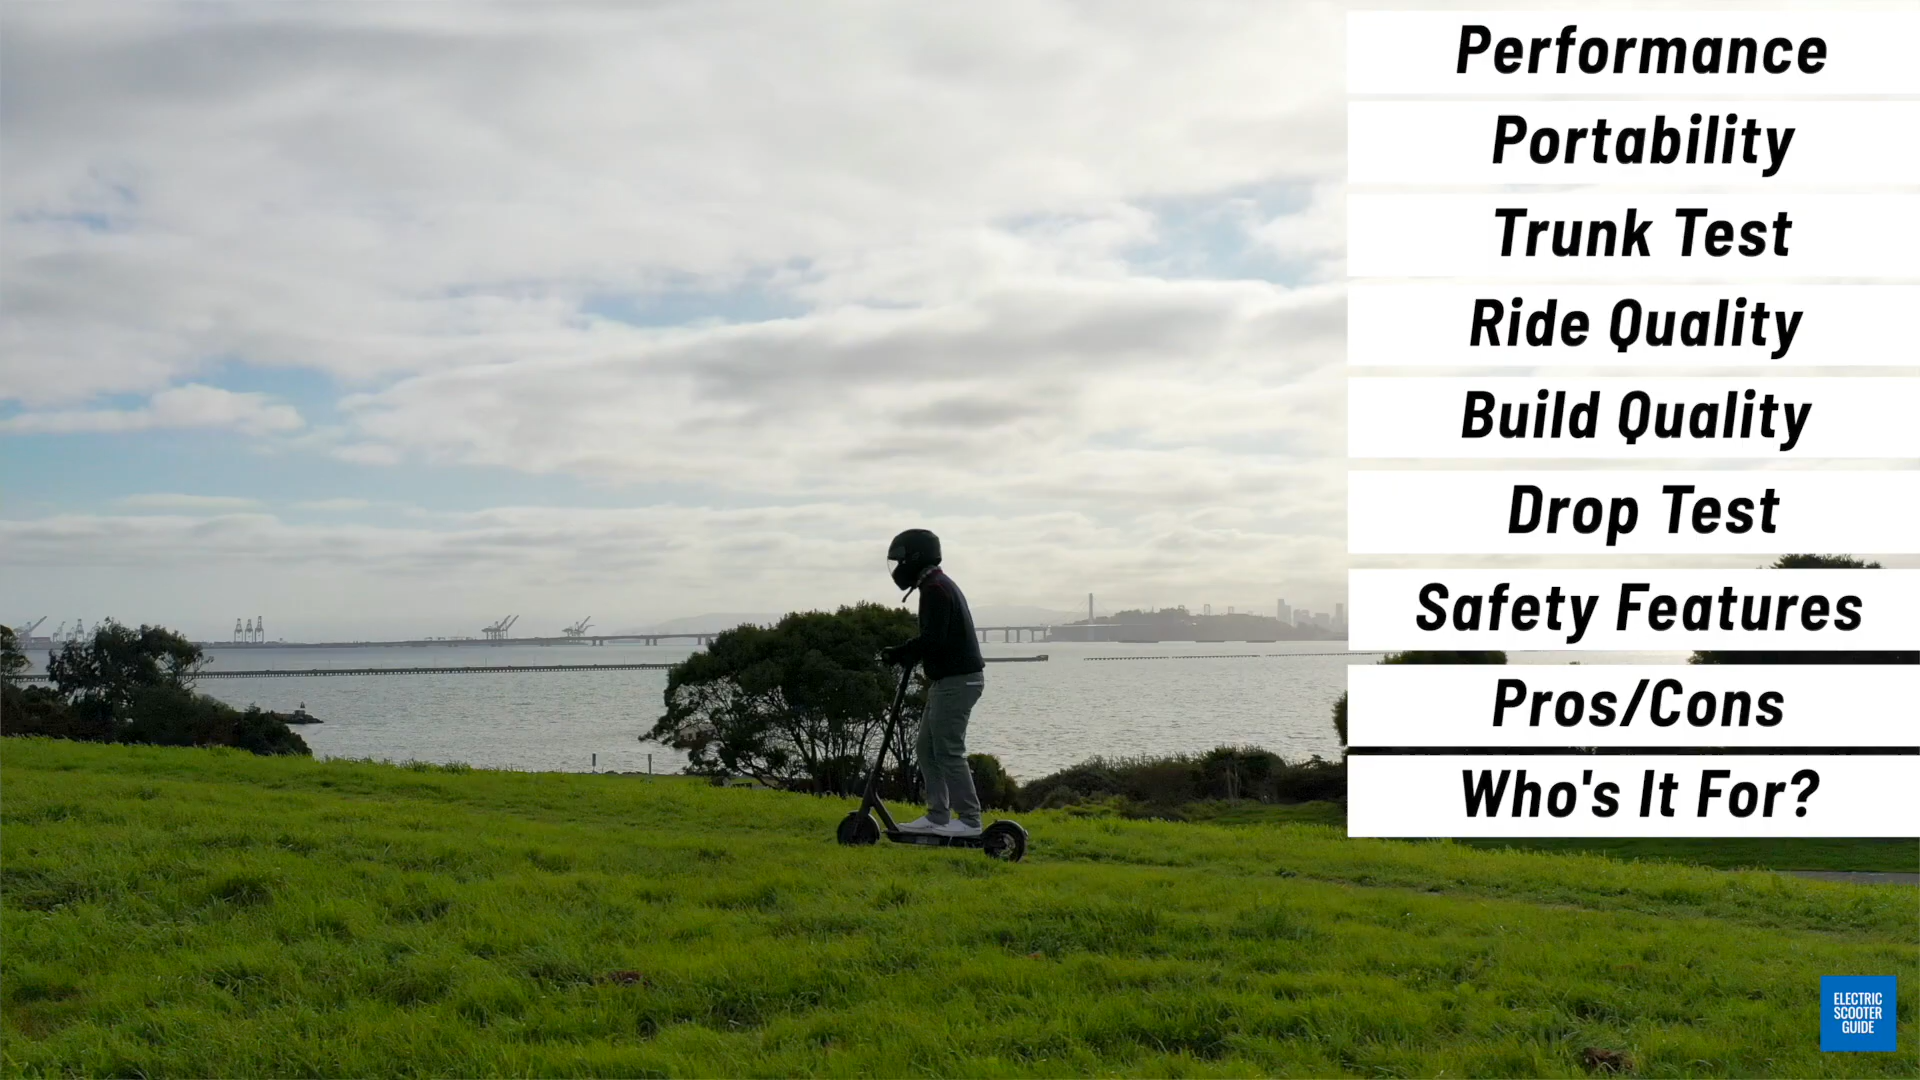 Performance
Portability
Trunk Test
Ride Quality
Build Quality
Drop Test
Safety Features
Pros/Cons
Who's It For?
ELECTRIC
SCOOTER
GUIDE